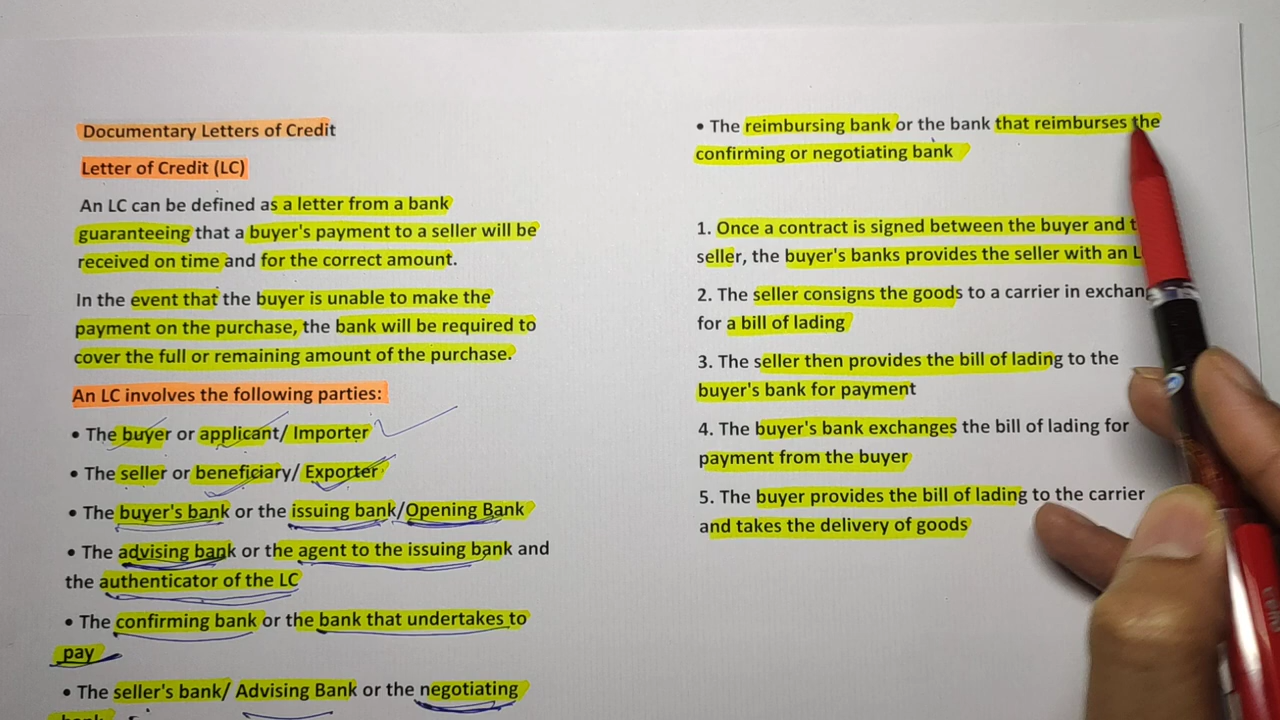 Documentary Letters of Credit
Letter of Credit (LC)
An LC can be defined as a letter from a bank
guaranteeing that a buyer's payment to a seller will be
received on time and for the correct amount.
In the event that the buyer is unable to make the
payment on the purchase, the bank will be required to
cover the full or remaining amount of the purchase.
An LC involves the following parties:
• The buyer or applicant/ Importer
• The seller or beneficiary/ Exporter
• The buyer's bank or the issuing bank/Opening Bank
• The advising bank or the agent to the issuing bank and
the authenticator of the LC
• The confirming bank or the bank that undertakes to
pay
• The seller's bank/ Advising Bank or the negotiating
• The reimbursing bank or the bank that reimburses the
confirming or negotiating bank
1. Once a contract is signed between the buyer and
seller, the buyer's banks provides the seller with an
2. The seller consigns the goods to a carrier in
for a bill of lading
3. The seller then provides the bill of lading to the
buyer's bank for payment
4. The buyer's bank exchanges the bill of lading for
payment from the buyer
5. The buyer provides the bill of lading to the carrier
and takes the delivery of goods